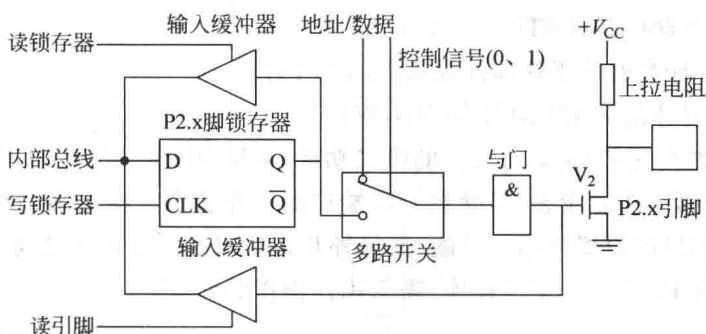 读锁存器
输入缓冲器
地址/数据
控制信号(0、1)
+VCC
上拉电阻
P2.x脚锁存器
内部总线
D
Q
写锁存器
CLK
Q̅
多路开关
与门
&
V2
P2.x引脚
输入缓冲器
读引脚